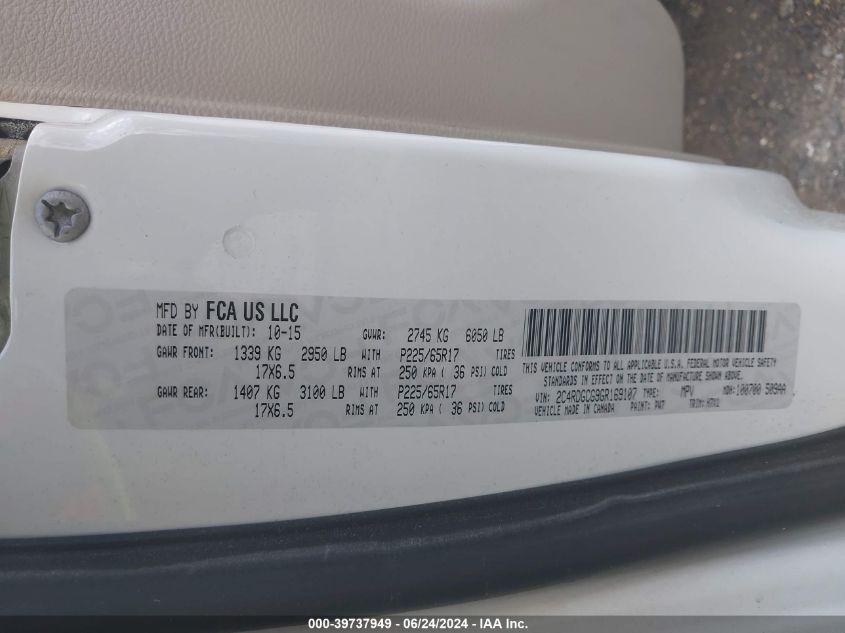 MFD BY FCA US LLC
DATE OF MFR(BUILT): 10-15 GVWR: 2745 KG 6050 LB
GAWR FRONT: 1339 KG 2950 LB WITH P225/65R17 TIRES
17X6.5 RIMS AT 250 KPA ( 36 PSI) COLD
GAWR REAR: 1407 KG 3100 LB WITH P225/65R17 TIRES
17X6.5 RIMS AT 250 KPA ( 36 PSI) COLD
THIS VEHICLE CONFORMS TO ALL APPLICABLE U.S.A. FEDERAL MOTOR VEHICLE SAFETY
STANDARDS IN EFFECT ON THE DATE OF MANUFACTURE SHOWN ABOVE.
VIN: 2C4RDGCG9GR169107 TYPE: MPV MDH:100700 509AA
VEHICLE MADE IN CANADA PAINT: PW7 TRIM:
000-39737949 / 06/24/2024 - IAA Inc.